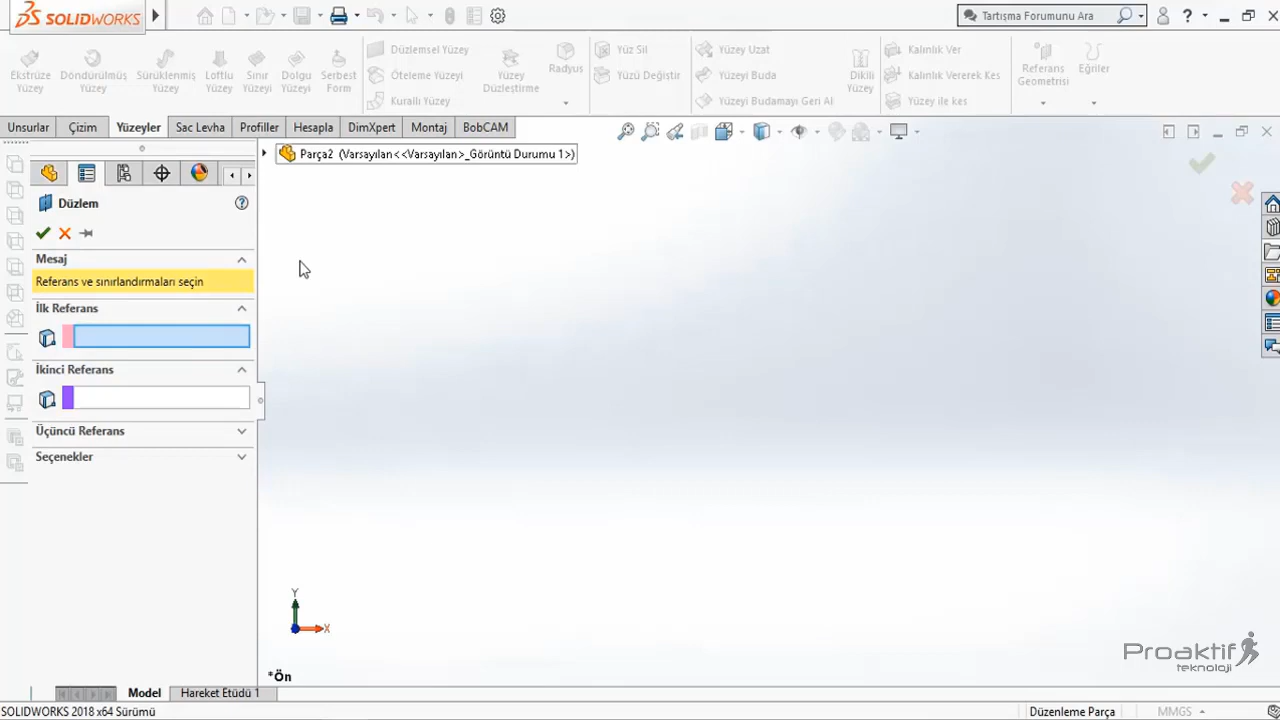 SOLIDWORKS
Tartışma Forumunu Ara
Ekstrüze Yüzey
Döndürülmüş Yüzey
Sürüklenmiş Yüzey
Loftlu Yüzey
Sınır Yüzeyi
Dolgu Yüzeyi
Serbest Form
Düzlemsel Yüzey
Öteleme Yüzeyi
Kurallı Yüzey
Yüzey Düzleştirme
Radyus
Yüz Sil
Yüzü Değiştir
Yüzey Uzat
Yüzeyi Buda
Yüzeyi Budamayı Geri Al
Dikili Yüzey
Kalınlık Ver
Kalınlık Vererek Kes
Yüzey ile kes
Referans Geometrisi
Eğriler
Unsurlar
Çizim
Yüzeyler
Sac Levha
Profiller
Hesapla
DimXpert
Montaj
BobCAM
Parça2 (Varsayılan<<Varsayılan>_Görüntü Durumu 1>)
Düzlem
Mesaj
Referans ve sınırlandırmaları seçin
İlk Referans
İkinci Referans
Üçüncü Referans
Seçenekler
Y
X
*Ön
Proaktif
teknoloji
Model
Hareket Etüdü 1
SOLIDWORKS 2018 x64 Sürümü
Düzenleme Parça
MMGS